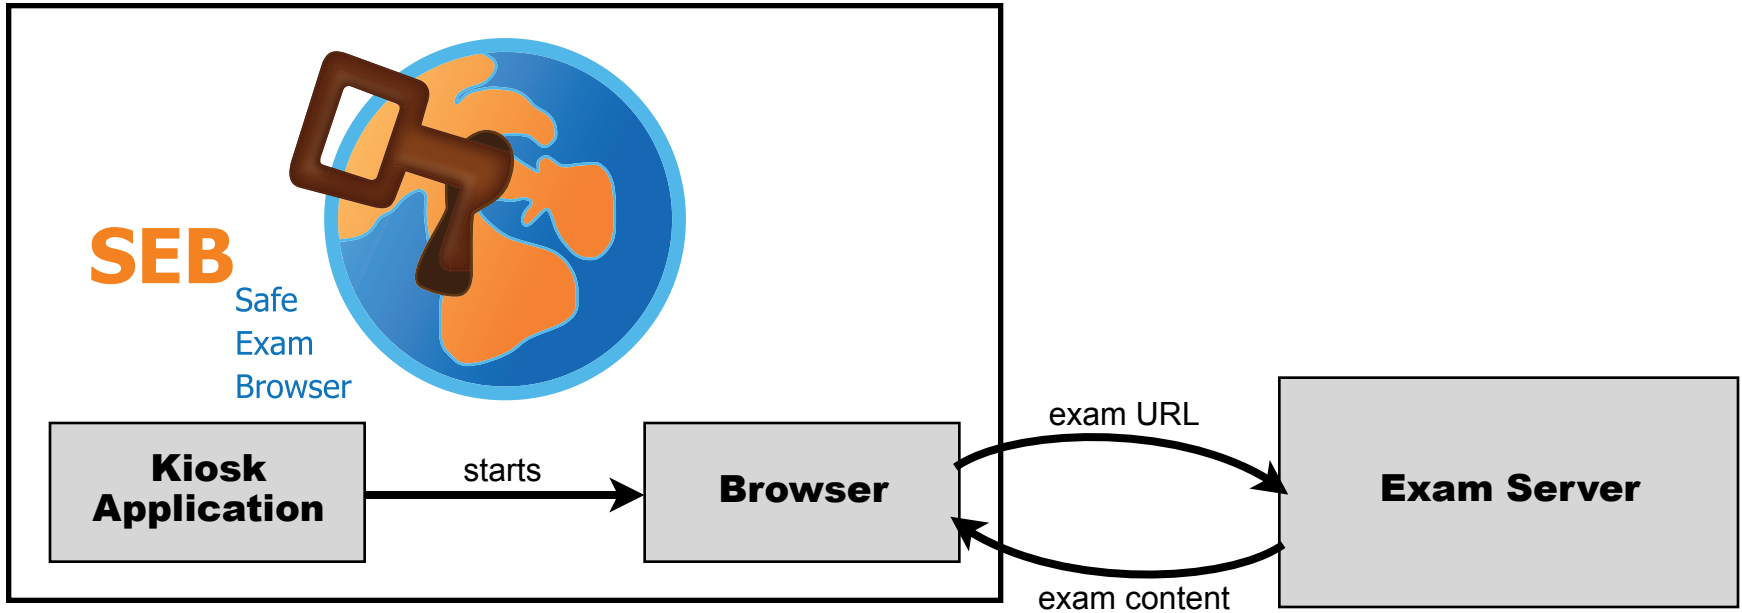 SEB
Safe
Exam
Browser
Kiosk
Application
starts
Browser
exam URL
exam content
Exam Server